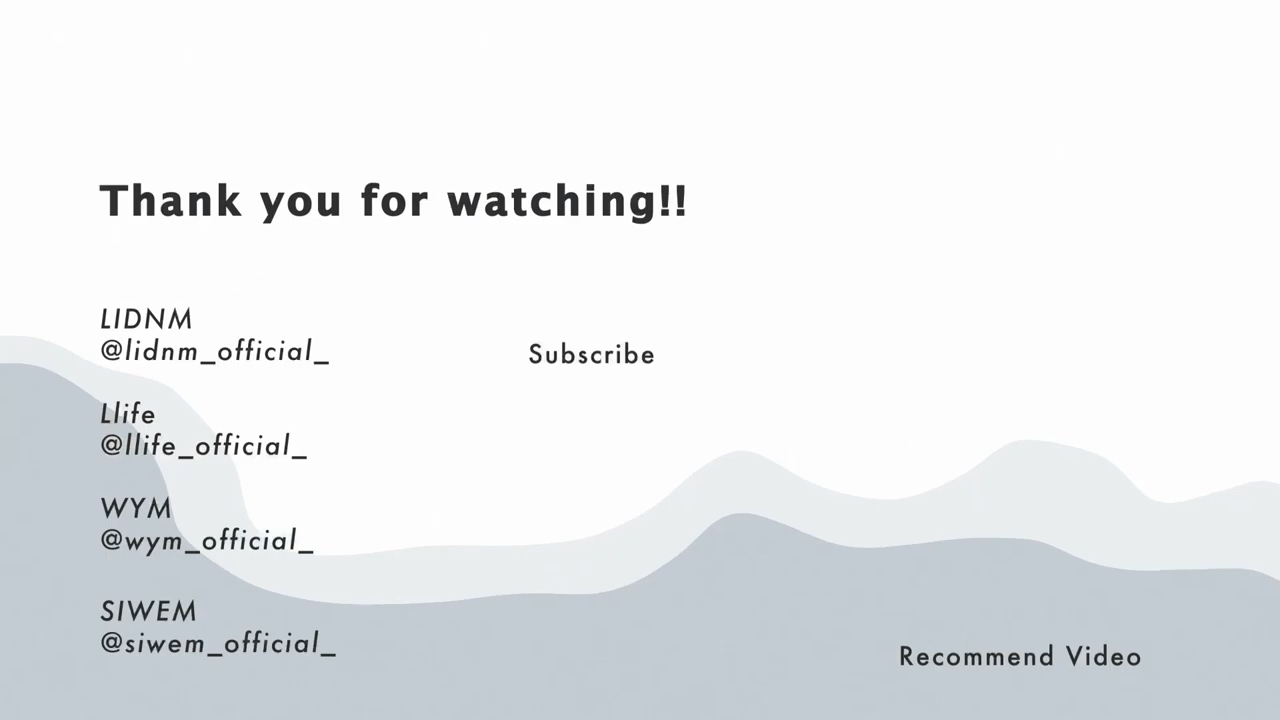 Thank you for watching!!
LIDNM
@lidnm_official_
Subscribe
Llife
@llife_official_
WYM
@wym_official_
SIWEM
@siwem_official_
Recommend Video